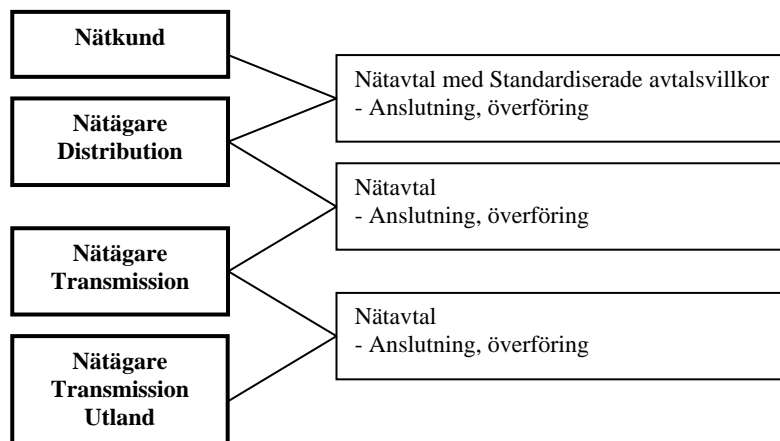 Nätkund
Nätavtal med Standardiserade avtalsvillkor
- Anslutning, överföring
Nätägare
Distribution
Nätavtal
- Anslutning, överföring
Nätägare
Transmission
Nätavtal
- Anslutning, överföring
Nätägare
Transmission
Utland